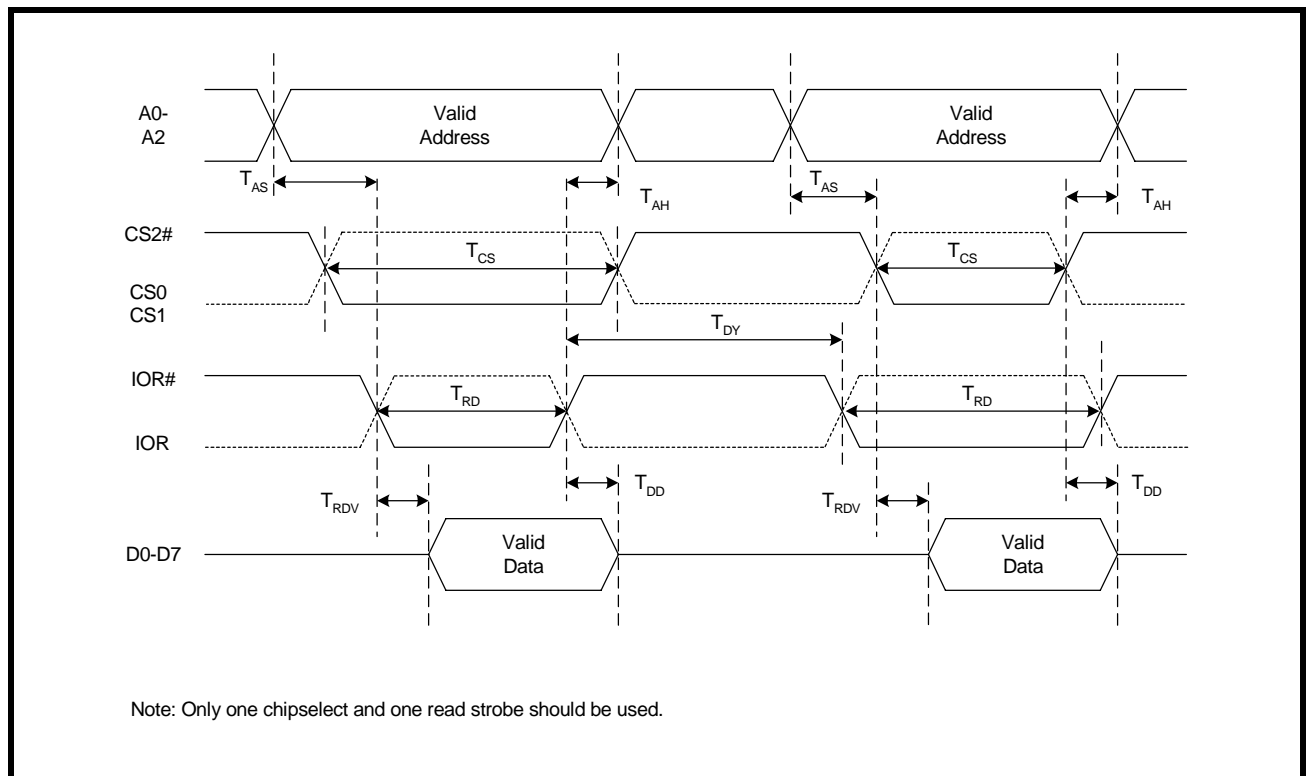 A0-
A2
Valid
Address
Valid
Address
TAS
TAH
TAS
TAH
CS2#
TCS
TCS
CS0
CS1
TDY
IOR#
TRD
TRD
IOR
TRDV
TDD
TRDV
TDD
D0-D7
Valid
Data
Valid
Data
Note: Only one chipselect and one read strobe should be used.